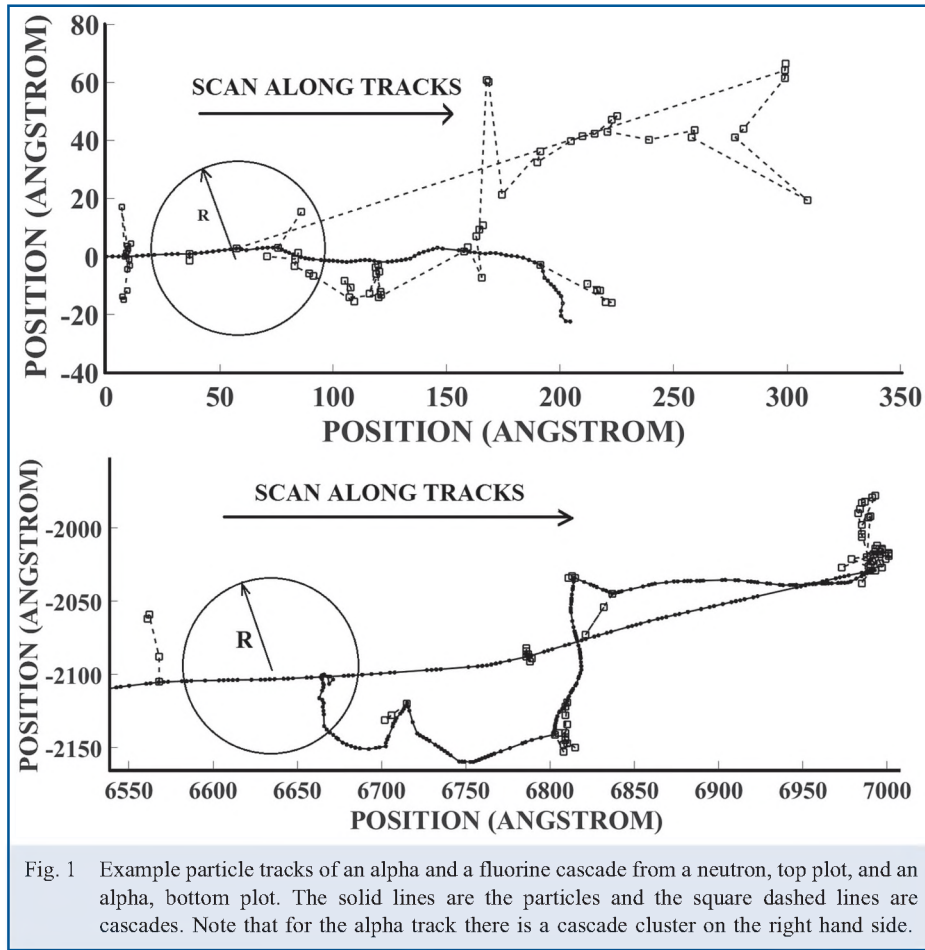 80
60
40
20
0
-20
-40
POSITION (ANGSTROM)
SCAN ALONG TRACKS
R
0 50 100 150 200 250 300 350
POSITION (ANGSTROM)
-2000
-2050
-2100
-2150
POSITION (ANGSTROM)
SCAN ALONG TRACKS
R
6550 6600 6650 6700 6750 6800 6850 6900 6950 7000
POSITION (ANGSTROM)
Fig. 1 Example particle tracks of an alpha and a fluorine cascade from a neutron, top plot, and an
alpha, bottom plot. The solid lines are the particles and the square dashed lines are
cascades. Note that for the alpha track there is a cascade cluster on the right hand side.